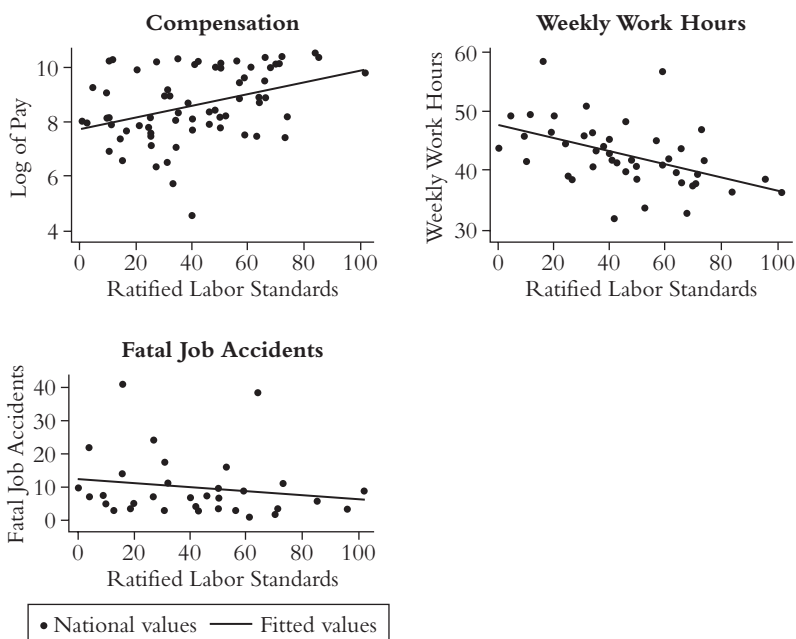 Compensation
Log of Pay
10
8
6
4
0 20 40 60 80 100
Ratified Labor Standards
Weekly Work Hours
Weekly Work Hours
60
50
40
30
0 20 40 60 80 100
Ratified Labor Standards
Fatal Job Accidents
Fatal Job Accidents
40
30
20
10
0
0 20 40 60 80 100
Ratified Labor Standards
National values Fitted values